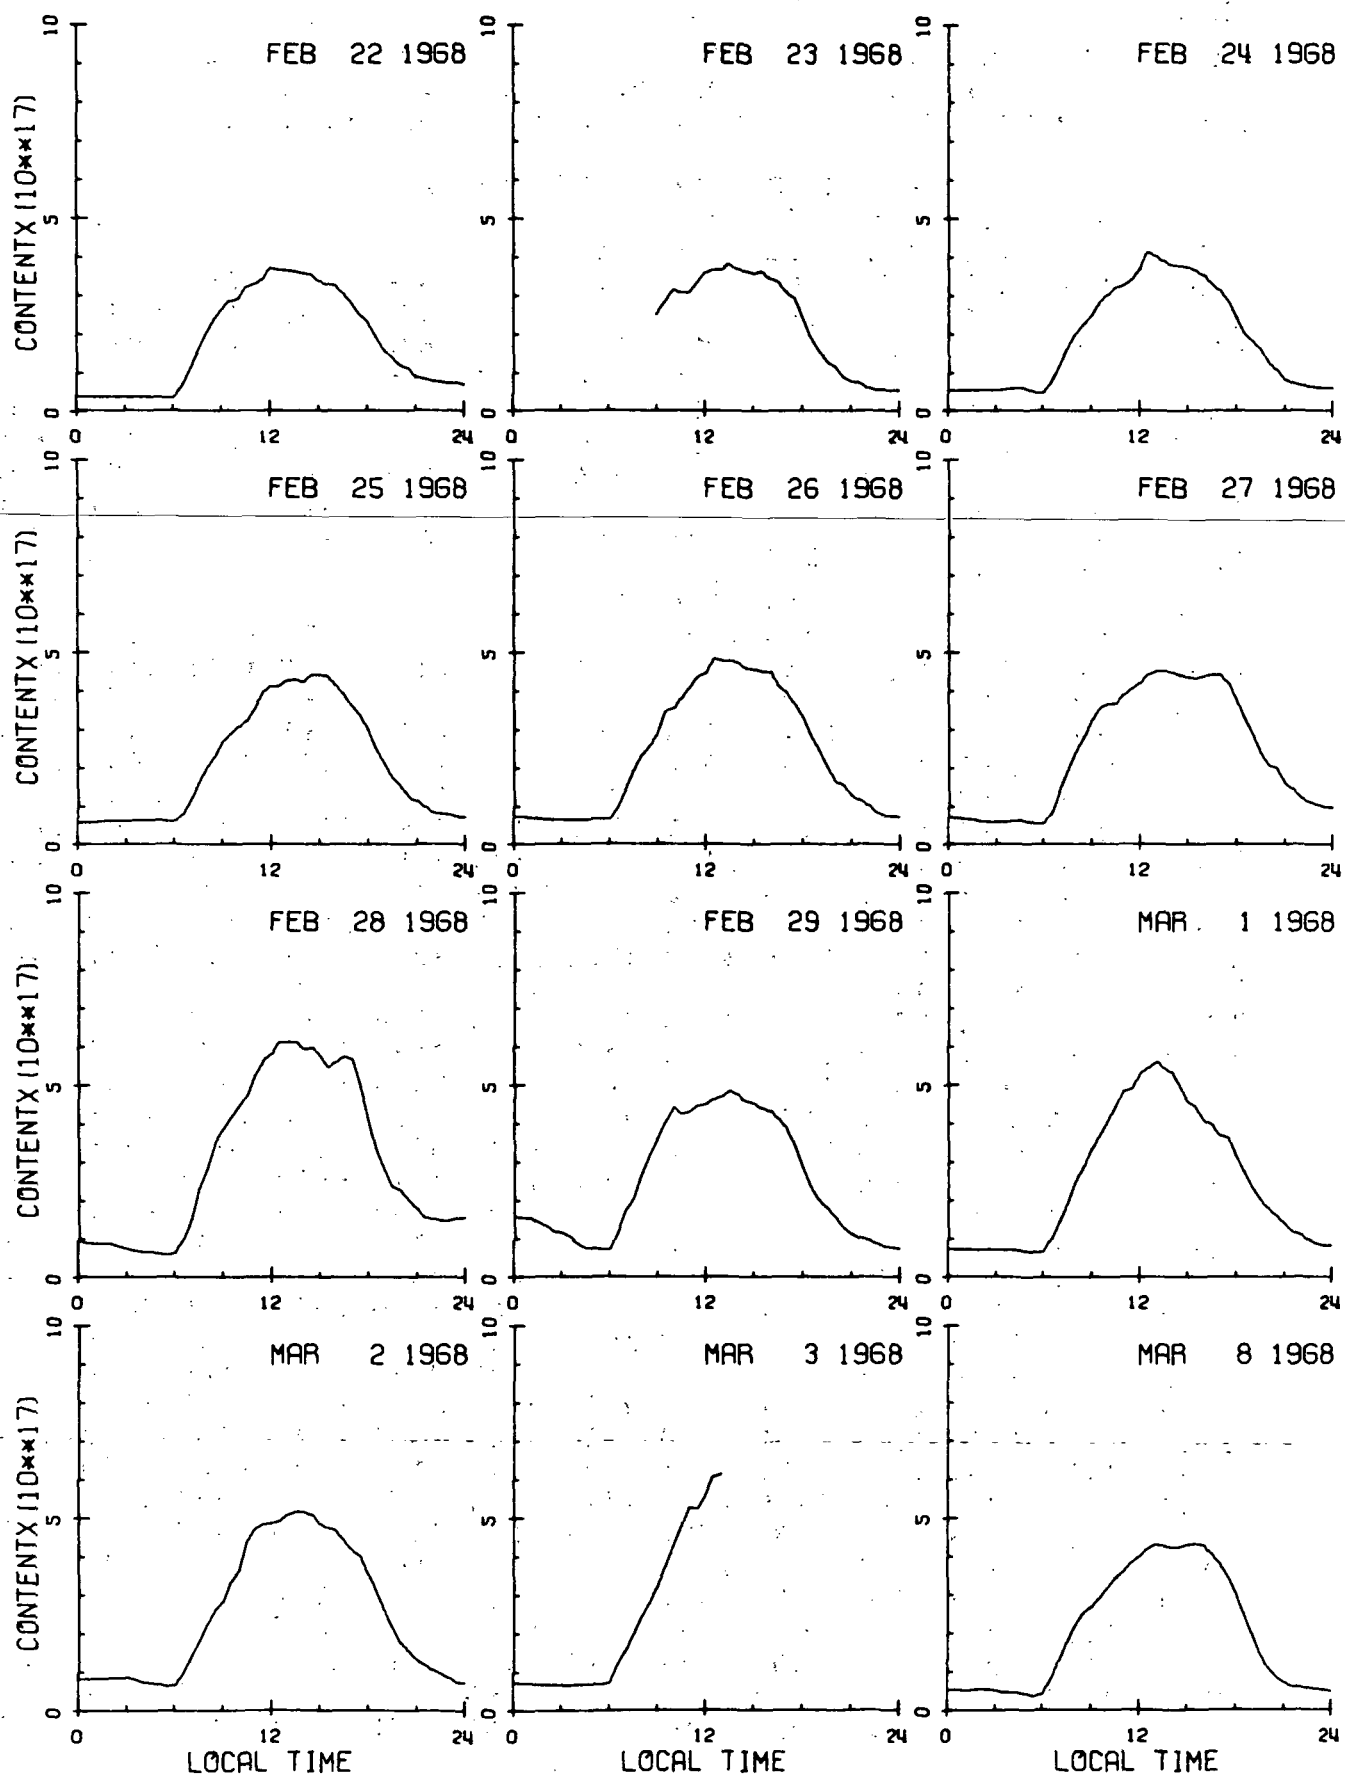 FEB 22 1968
FEB 23 1968
FEB 24 1968
CONTENTX (10**17)
10
5
0
0 12 24
10
5
0
0 12 24
10
5
0
0 12 24
FEB 25 1968
FEB 26 1968
FEB 27 1968
CONTENTX (10**17)
10
5
0
0 12 24
10
5
0
0 12 24
10
5
0
0 12 24
FEB 28 1968
FEB 29 1968
MAR 1 1968
CONTENTX (10**17)
10
5
0
0 12 24
10
5
0
0 12 24
10
5
0
0 12 24
MAR 2 1968
MAR 3 1968
MAR 8 1968
CONTENTX (10**17)
10
5
0
0 12 24
10
5
0
0 12 24
10
5
0
0 12 24
LOCAL TIME
LOCAL TIME
LOCAL TIME